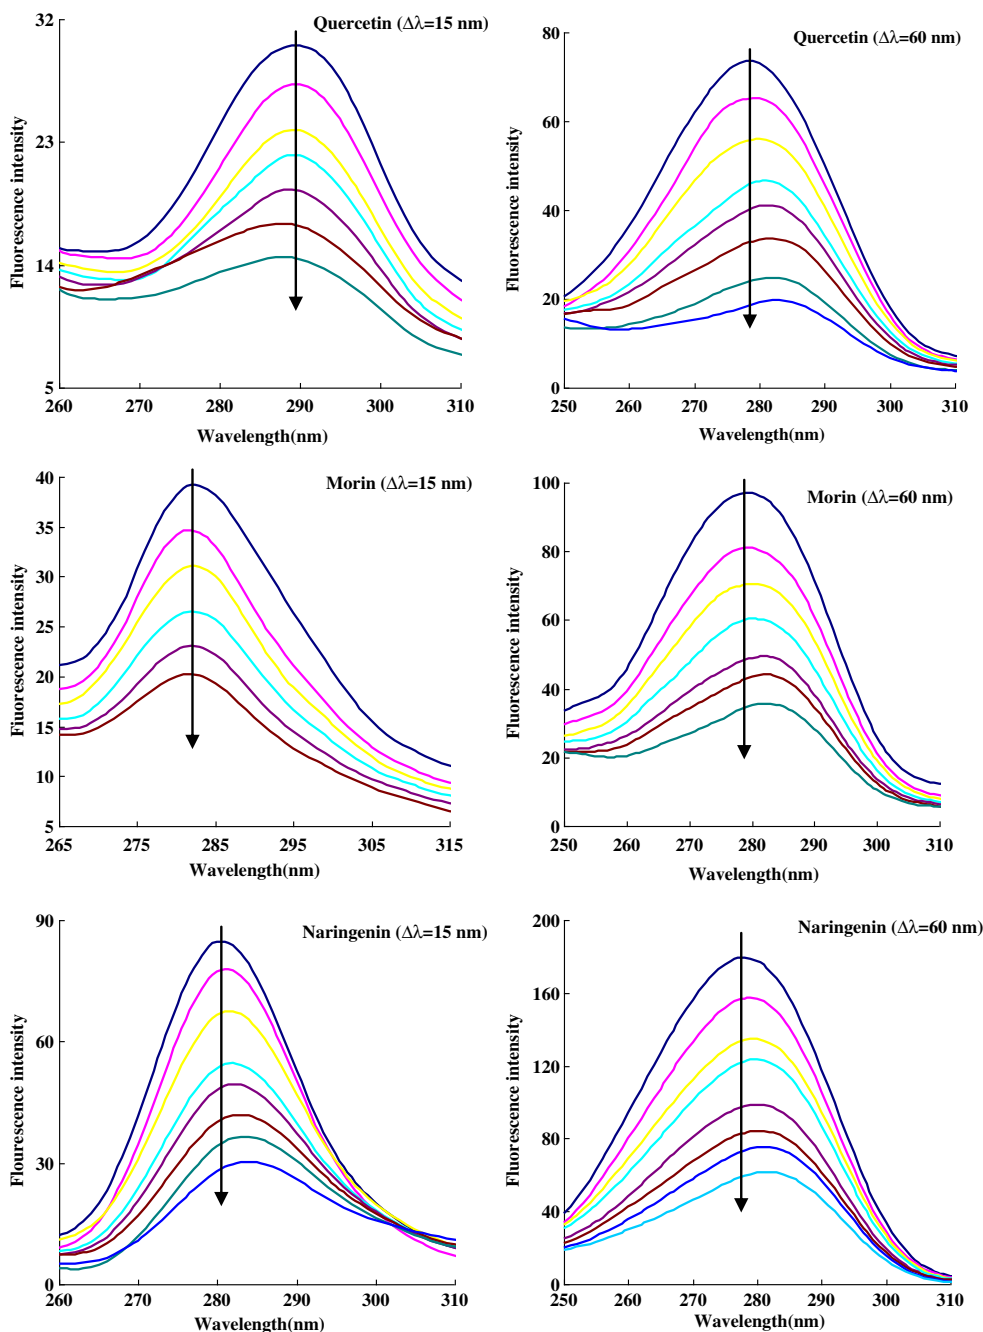 Quercetin (Δλ=15 nm)
Fluorescence intensity
32
23
14
5
260 270 280 290 300 310
Wavelength(nm)
Quercetin (Δλ=60 nm)
Fluorescence intensity
80
60
40
20
0
250 260 270 280 290 300 310
Wavelength(nm)
Morin (Δλ=15 nm)
Fluorescence intensity
40
35
30
25
20
15
10
5
265 275 285 295 305 315
Wavelength(nm)
Morin (Δλ=60 nm)
Fluorescence intensity
100
80
60
40
20
0
250 260 270 280 290 300 310
Wavelength(nm)
Naringenin (Δλ=15 nm)
Flourescence intensity
90
60
30
0
260 270 280 290 300 310
Wavelength(nm)
Naringenin (Δλ=60 nm)
Fluorescence intensity
200
160
120
80
40
0
250 260 270 280 290 300 310
Wavelength(nm)